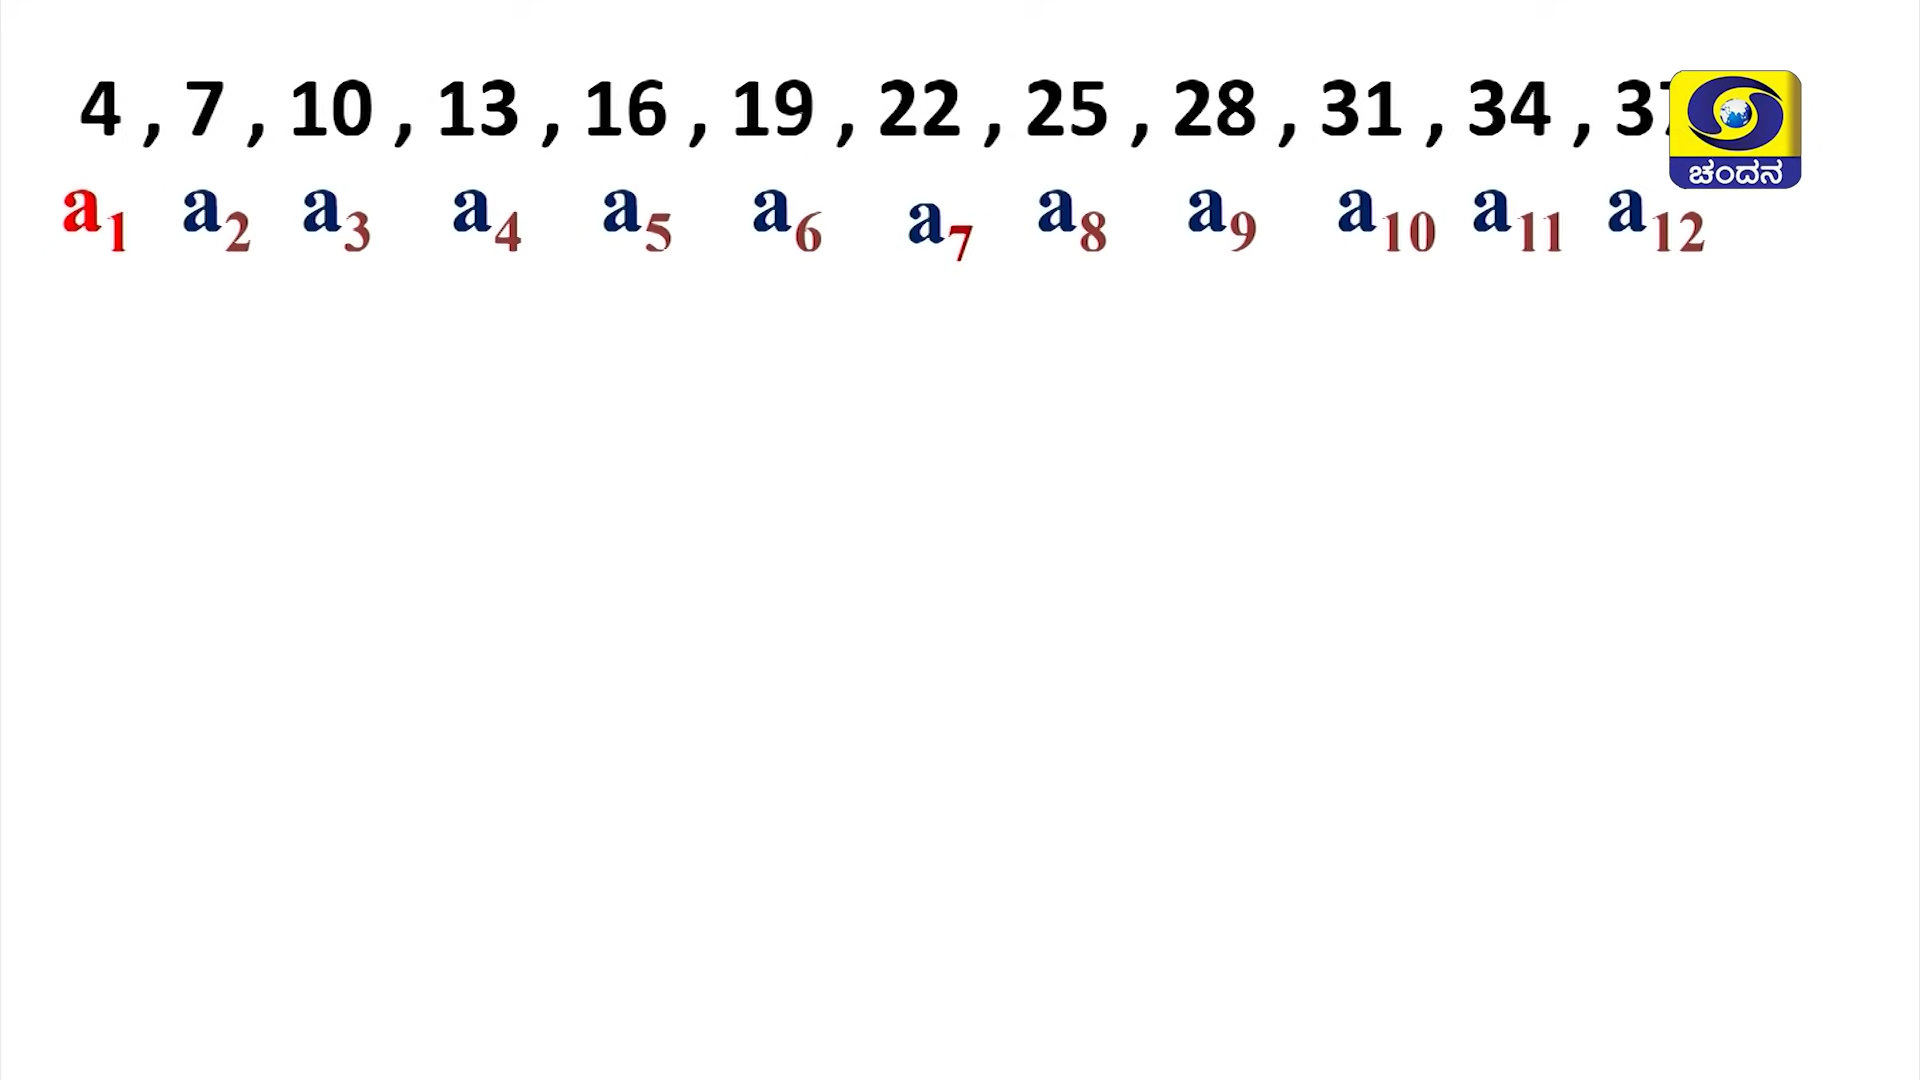 4 , 7 , 10 , 13 , 16 , 19 , 22 , 25 , 28 , 31 , 34 , 37
ಚಂದನ
a1 a2 a3 a4 a5 a6 a7 a8 a9 a10 a11 a12